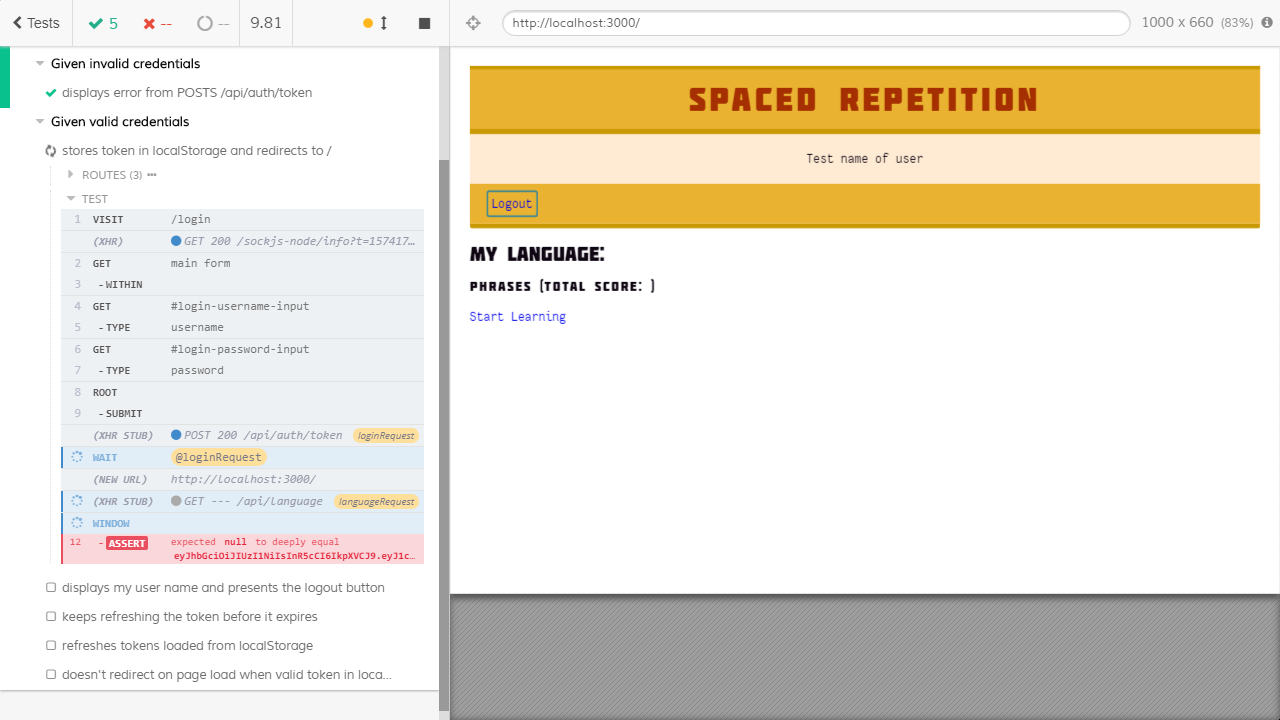 Tests 5 -- -- 9.81
http://localhost:3000/ 1000 x 660 (83%)
Given invalid credentials
displays error from POSTS /api/auth/token
Given valid credentials
stores token in localStorage and redirects to /
ROUTES (3) •••
TEST
1 VISIT /login
(XHR) GET 200 /sockjs-node/info?t=157417…
2 GET main form
3 - WITHIN
4 GET #login-username-input
5 - TYPE username
6 GET #login-password-input
7 - TYPE password
8 ROOT
9 - SUBMIT
(XHR STUB) POST 200 /api/auth/token loginRequest
WAIT @loginRequest
(NEW URL) http://localhost:3000/
(XHR STUB) GET --- /api/language languageRequest
WINDOW
12 - ASSERT expected null to deeply equal
eyJhbGciOiJIUzI1NiIsInR5cCI6IkpXVCJ9.eyJ1c…
displays my user name and presents the logout button
keeps refreshing the token before it expires
refreshes tokens loaded from localStorage
doesn't redirect on page load when valid token in loca...
SPACED REPETITION
Test name of user
Logout
MY LANGUAGE:
PHRASES (TOTAL SCORE: )
Start Learning